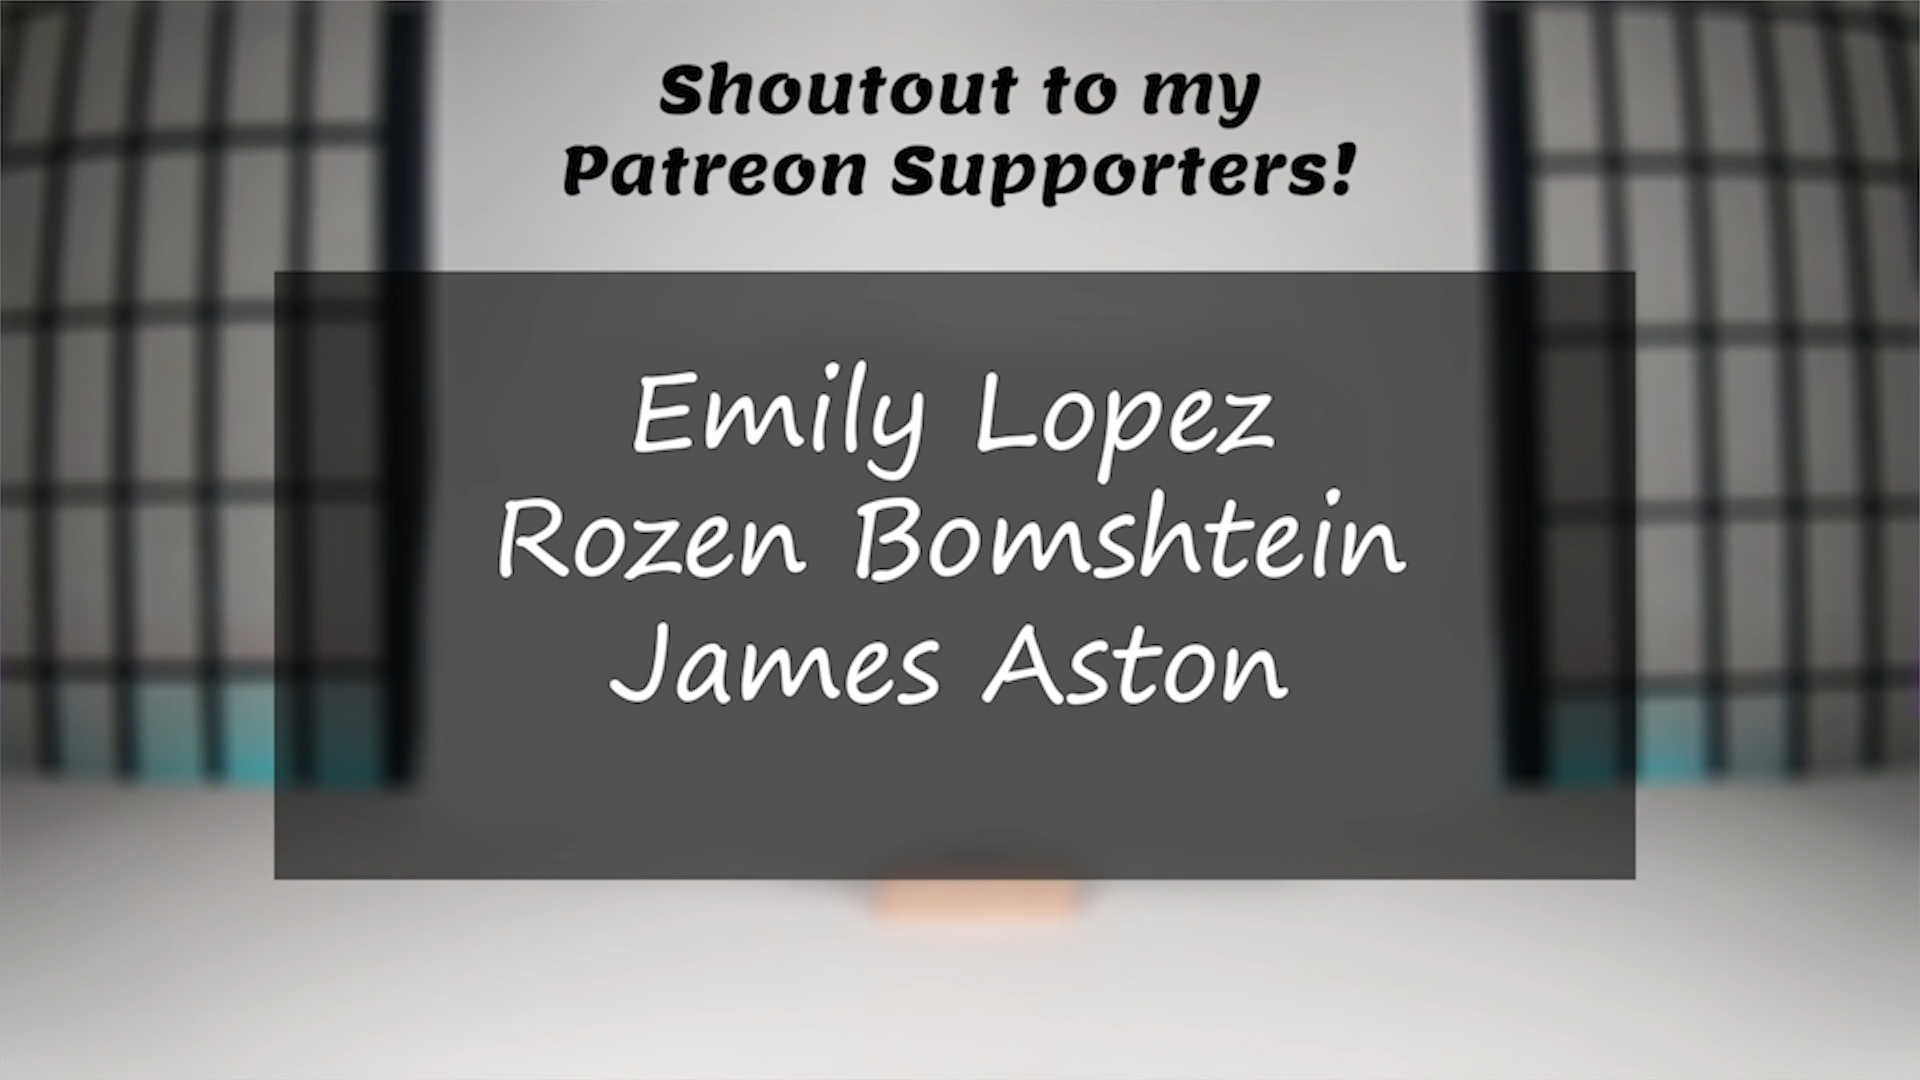 Shoutout to my
Patreon Supporters!
Emily Lopez
Rozen Bomshtein
James Aston